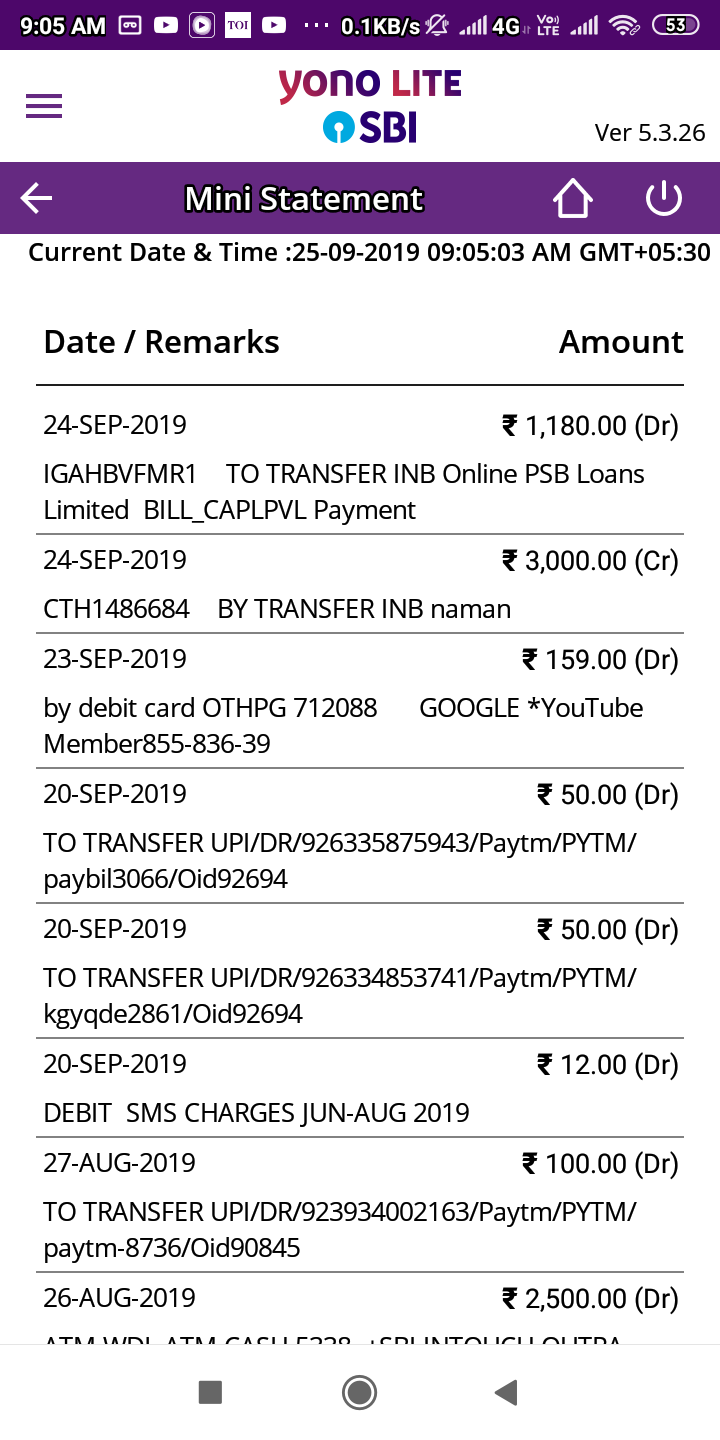 9:05 AM TOI ... 0.1KB/s 4G Vo) LTE 53
yono LITE
SBI
Ver 5.3.26
Mini Statement
Current Date & Time :25-09-2019 09:05:03 AM GMT+05:30
Date / Remarks Amount
24-SEP-2019 ₹ 1,180.00 (Dr)
IGAHBVFMR1 TO TRANSFER INB Online PSB Loans
Limited BILL_CAPLPVL Payment
24-SEP-2019 ₹ 3,000.00 (Cr)
CTH1486684 BY TRANSFER INB naman
23-SEP-2019 ₹ 159.00 (Dr)
by debit card OTHPG 712088 GOOGLE *YouTube
Member855-836-39
20-SEP-2019 ₹ 50.00 (Dr)
TO TRANSFER UPI/DR/926335875943/Paytm/PYTM/
paybil3066/Oid92694
20-SEP-2019 ₹ 50.00 (Dr)
TO TRANSFER UPI/DR/926334853741/Paytm/PYTM/
kgyqde2861/Oid92694
20-SEP-2019 ₹ 12.00 (Dr)
DEBIT SMS CHARGES JUN-AUG 2019
27-AUG-2019 ₹ 100.00 (Dr)
TO TRANSFER UPI/DR/923934002163/Paytm/PYTM/
paytm-8736/Oid90845
26-AUG-2019 ₹ 2,500.00 (Dr)
ATM WDL ATM CASH 5338